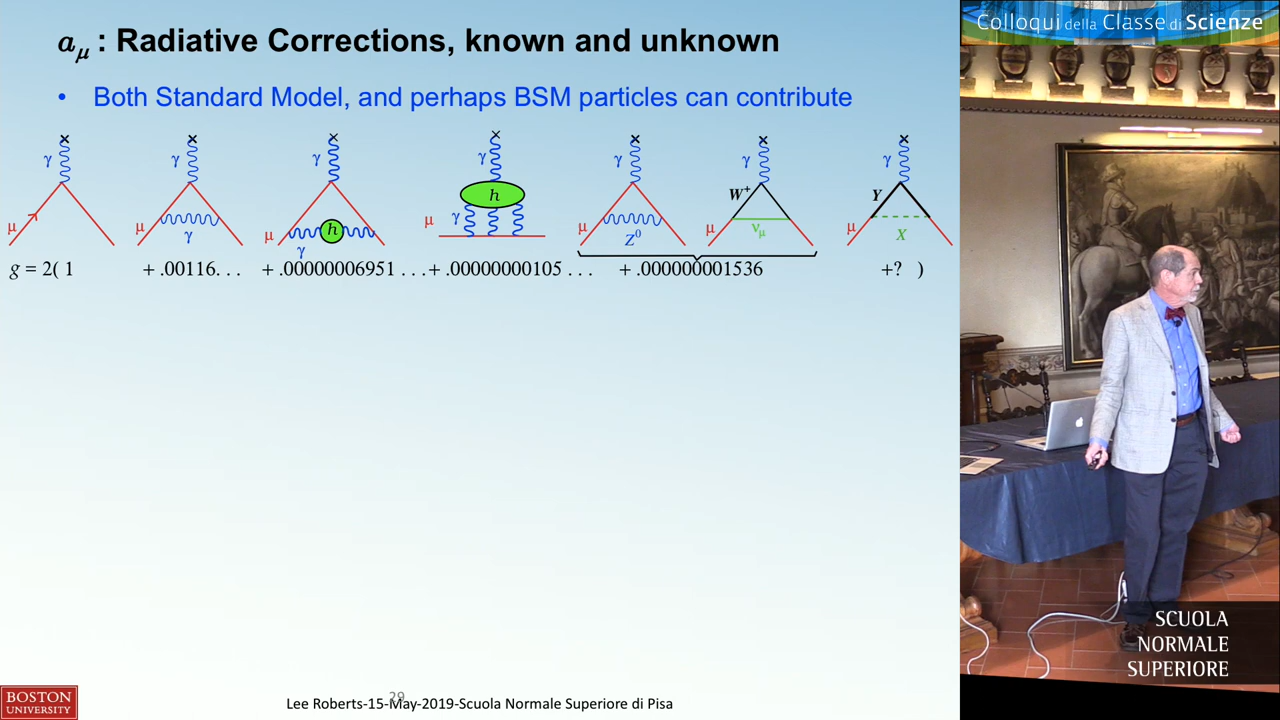 aμ : Radiative Corrections, known and unknown
• Both Standard Model, and perhaps BSM particles can contribute
× × × × × × ×
γ γ γ γ γ γ γ
h
h
W⁺
Y
μ μ μ μ γ μ μ μ
γ γ Z⁰ νμ X
g = 2( 1 + .00116. . . + .00000006951 . . . + .00000000105 . . . + .000000001536 +? )
BOSTON
UNIVERSITY
29
Lee Roberts-15-May-2019-Scuola Normale Superiore di Pisa
Colloqui della Classe di Scienze
SCUOLA
NORMALE
SUPERIORE